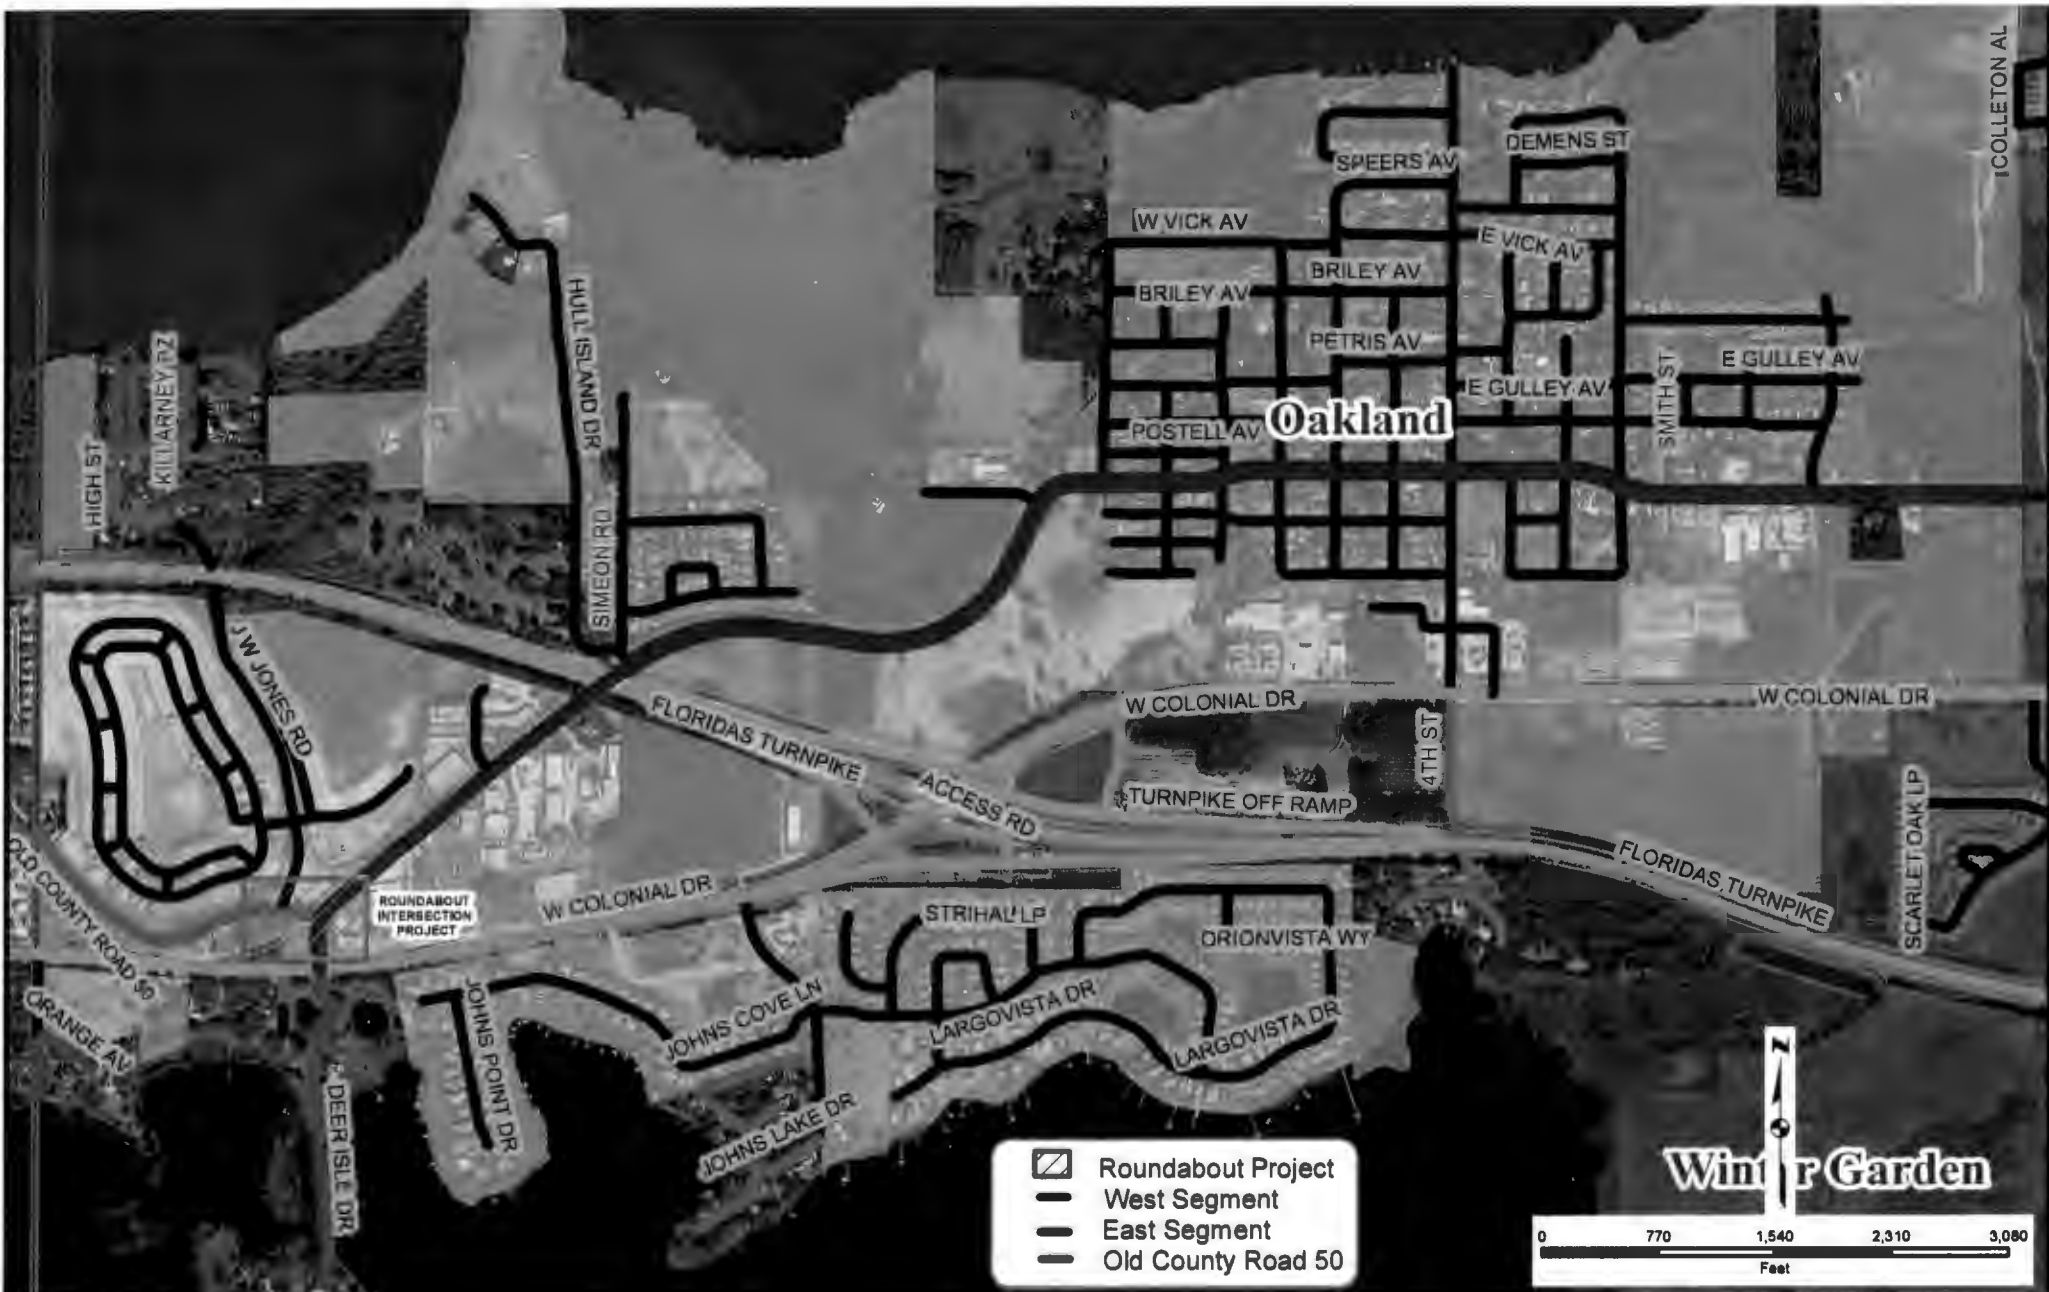 COLLETON AL
DEMENS ST
SPEERS AV
W VICK AV
E VICK AV
BRILEY AV
BRILEY AV
HULL ISLAND DR
KILLARNEY PZ
PETRIS AV
E GULLEY AV
E GULLEY AV
SMITH ST
Oakland
POSTELL AV
HIGH ST
SIMEON RD
J W JONES RD
FLORIDAS TURNPIKE
W COLONIAL DR
W COLONIAL DR
4TH ST
ACCESS RD
TURNPIKE OFF RAMP
FLORIDAS TURNPIKE
SCARLET OAK LP
OLD COUNTY ROAD 50
ROUNDABOUT
INTERSECTION
PROJECT
W COLONIAL DR
STRIHAL LP
ORIONVISTA WY
ORANGE AV
JOHNS POINT DR
JOHNS COVE LN
LARGOVISTA DR
LARGOVISTA DR
DEER ISLE DR
JOHNS LAKE DR
N
Winter Garden
Roundabout Project
West Segment
East Segment
Old County Road 50
0 770 1,540 2,310 3,080
Feet